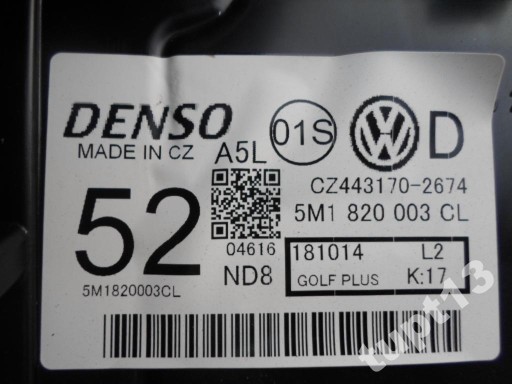 DENSO 01S D
MADE IN CZ A5L
CZ443170-2674
52 5M1 820 003 CL
04616 181014 L2
ND8 GOLF PLUS K:17
5M1820003CL
tupt13